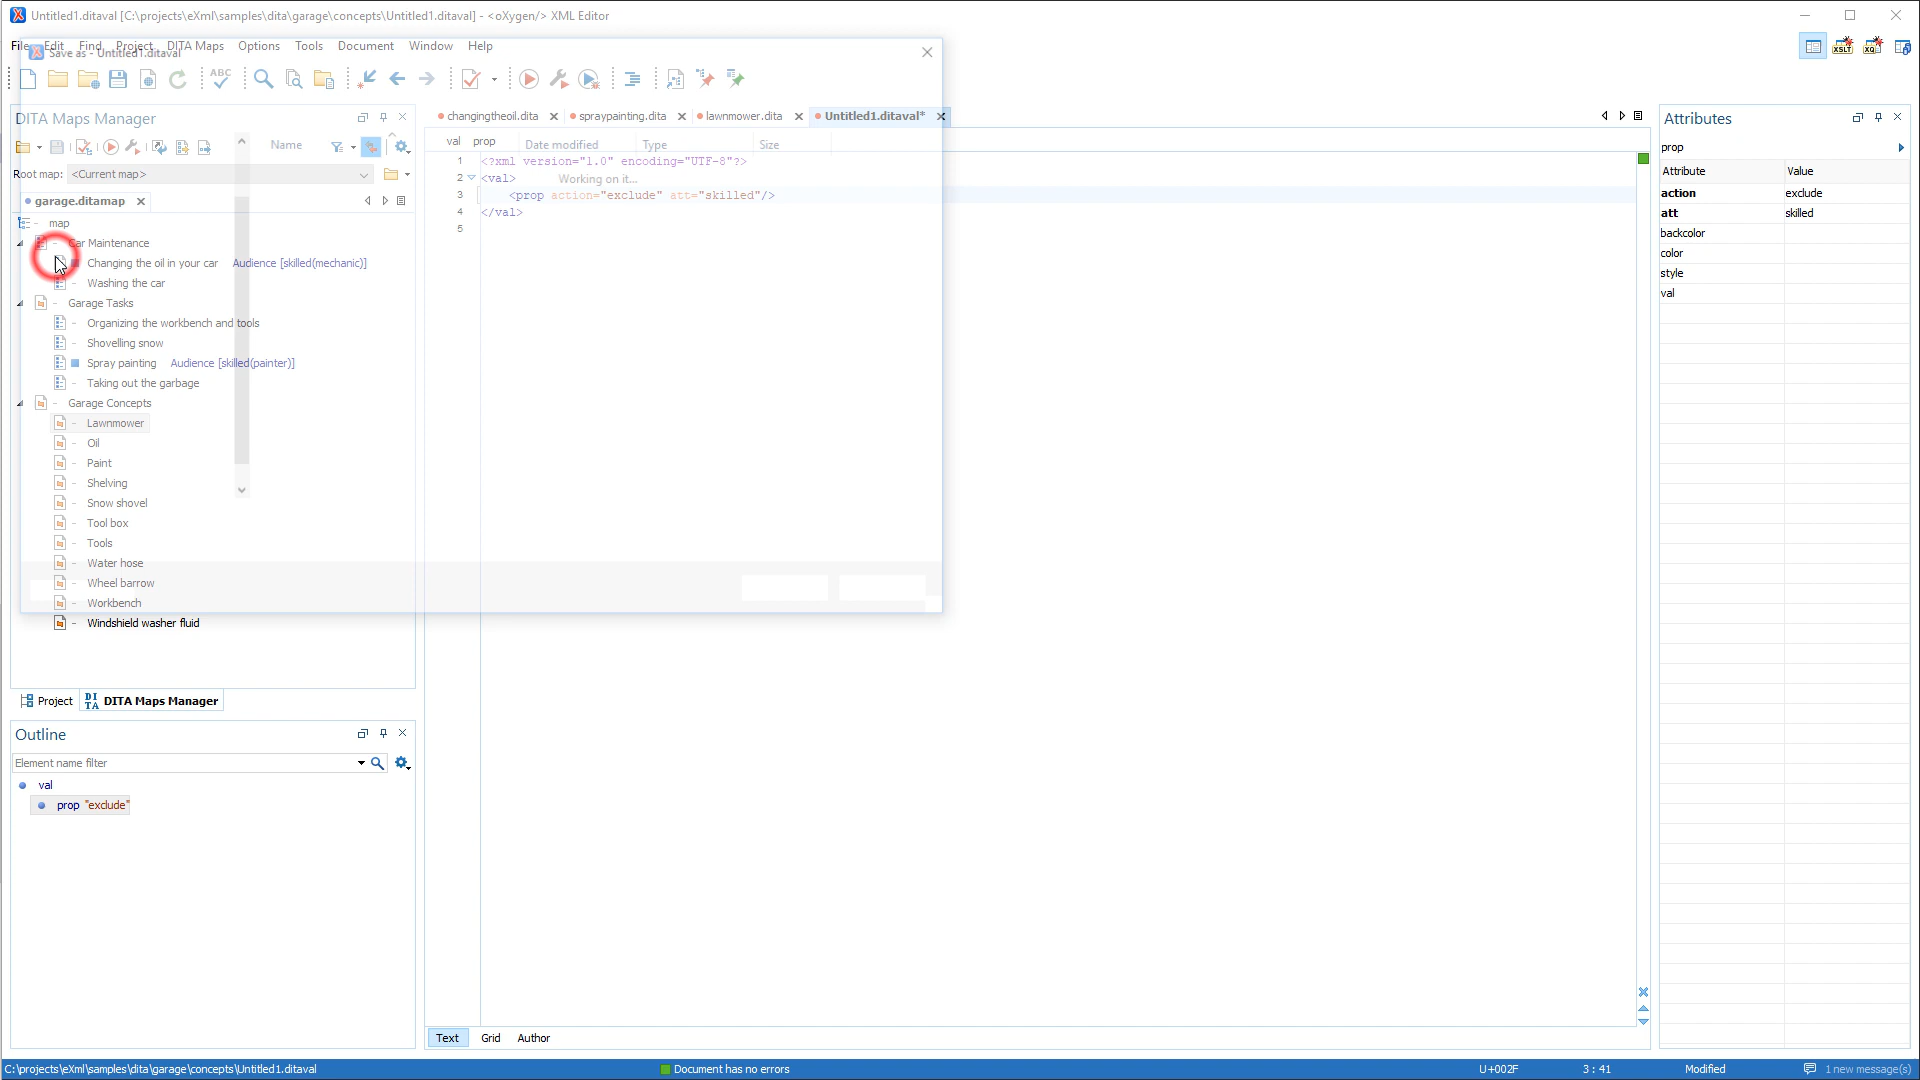 Untitled1.ditaval [C:\projects\eXml\samples\dita\garage\concepts\Untitled1.ditaval] - <oXygen/> XML Editor
File Edit Find Project DITA Maps Options Tools Document Window Help
Save as - Untitled1.ditaval
XSLT XQ
ABC
DITA Maps Manager
changingtheoil.dita spraypainting.dita lawnmower.dita Untitled1.ditaval*
Attributes
Name Date modified Type Size
val prop
prop
Root map: <Current map>
Attribute Value
action exclude
att skilled
backcolor
color
style
val
1 <?xml version="1.0" encoding="UTF-8"?>
2 <val>
Working on it...
3 <prop action="exclude" att="skilled"/>
4 </val>
5
garage.ditamap
map
Car Maintenance
Changing the oil in your car Audience [skilled(mechanic)]
Washing the car
Garage Tasks
Organizing the workbench and tools
Shovelling snow
Spray painting Audience [skilled(painter)]
Taking out the garbage
Garage Concepts
Lawnmower
Oil
Paint
Shelving
Snow shovel
Tool box
Tools
Water hose
Wheel barrow
Workbench
Windshield washer fluid
Project DITA Maps Manager
Outline
Element name filter
val
prop "exclude"
Text Grid Author
C:\projects\eXml\samples\dita\garage\concepts\Untitled1.ditaval Document has no errors U+002F 3 : 41 Modified 1 new message(s)